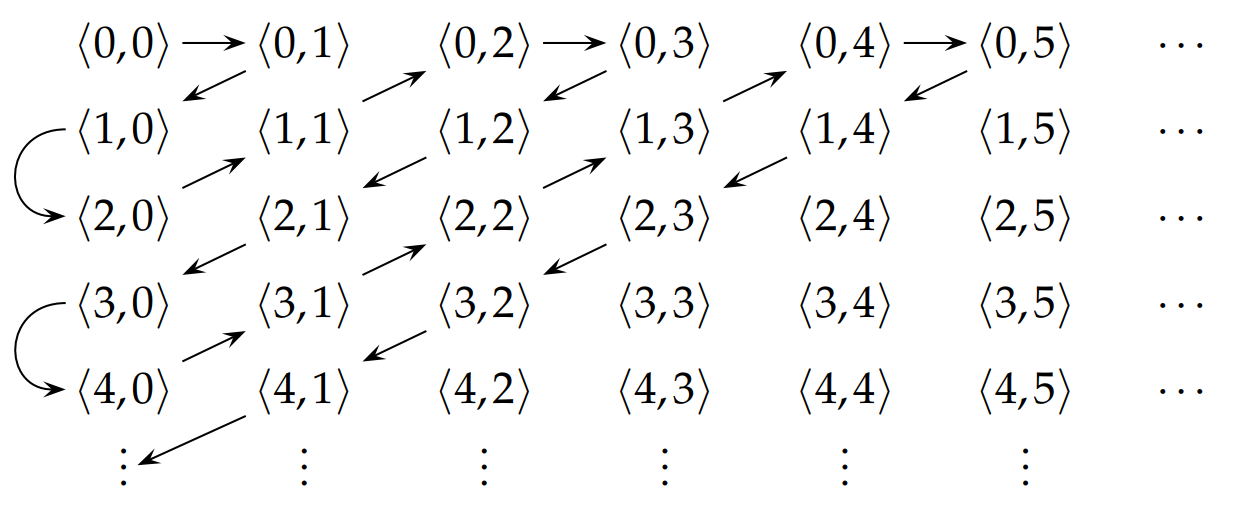 ⟨0,0⟩ ⟨0,1⟩ ⟨0,2⟩ ⟨0,3⟩ ⟨0,4⟩ ⟨0,5⟩ ⋯
⟨1,0⟩ ⟨1,1⟩ ⟨1,2⟩ ⟨1,3⟩ ⟨1,4⟩ ⟨1,5⟩ ⋯
⟨2,0⟩ ⟨2,1⟩ ⟨2,2⟩ ⟨2,3⟩ ⟨2,4⟩ ⟨2,5⟩ ⋯
⟨3,0⟩ ⟨3,1⟩ ⟨3,2⟩ ⟨3,3⟩ ⟨3,4⟩ ⟨3,5⟩ ⋯
⟨4,0⟩ ⟨4,1⟩ ⟨4,2⟩ ⟨4,3⟩ ⟨4,4⟩ ⟨4,5⟩ ⋯
⋮ ⋮ ⋮ ⋮ ⋮ ⋮